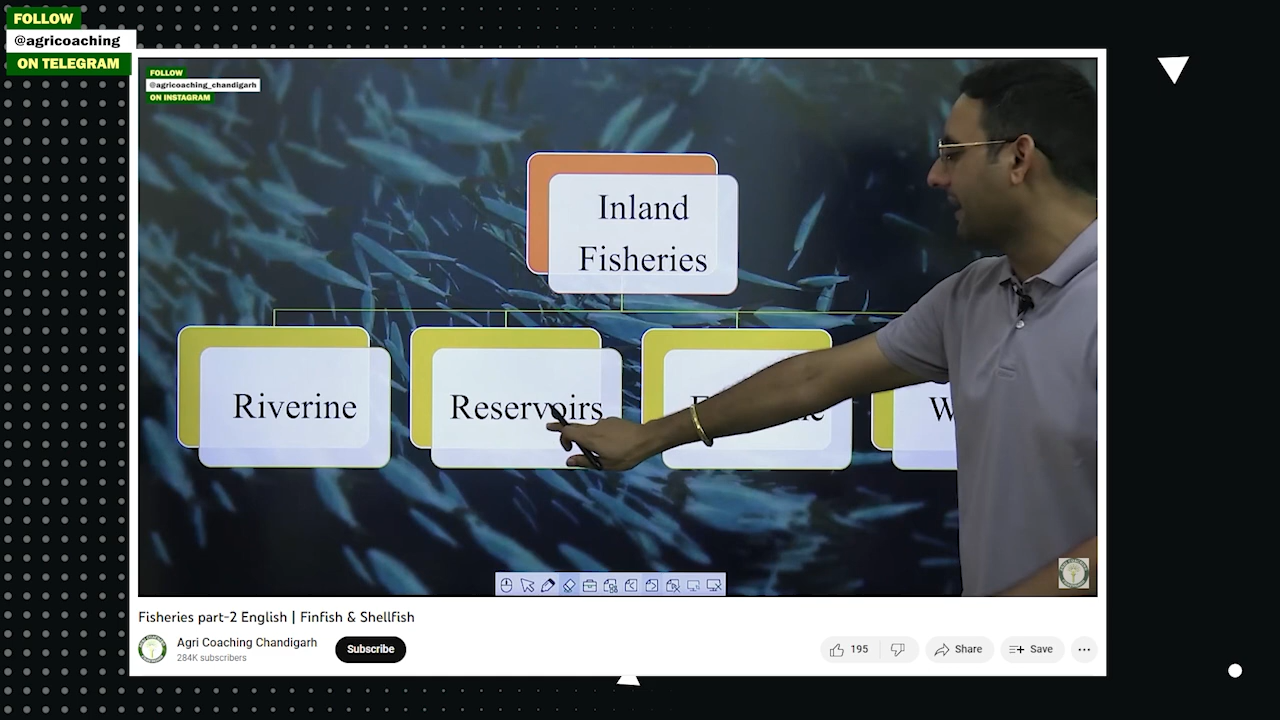 FOLLOW
@agricoaching
ON TELEGRAM
FOLLOW
@agricoaching_chandigarh
ON INSTAGRAM
Inland
Fisheries
Riverine
Reservoirs
Fisheries part-2 English | Finfish & Shellfish
Agri Coaching Chandigarh
284K subscribers
Subscribe
195
Share
Save